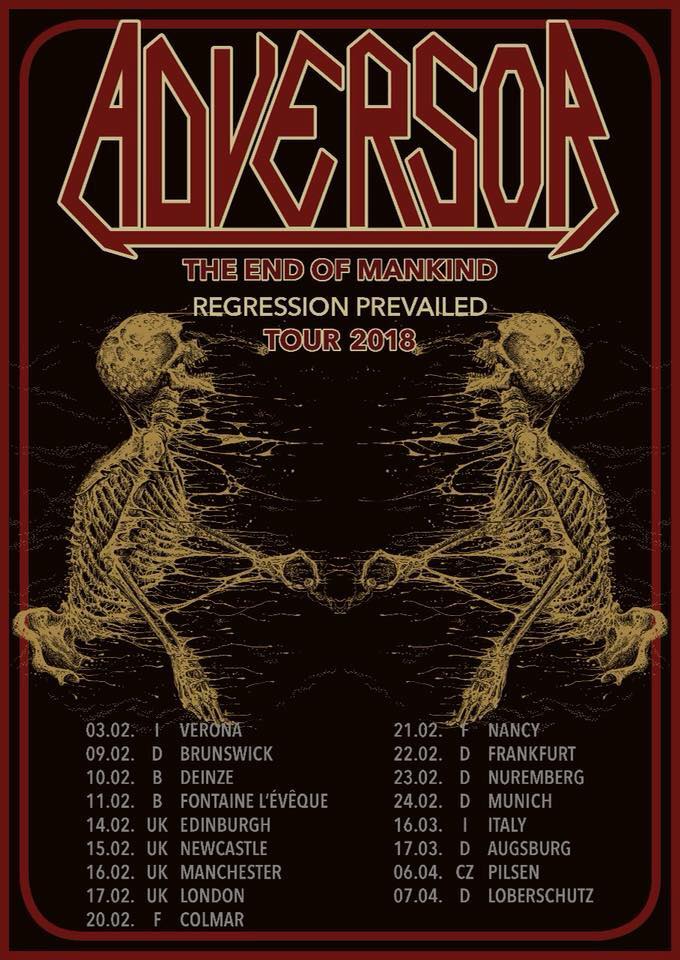 ADVERSOR
THE END OF MANKIND
REGRESSION PREVAILED
TOUR 2018
03.02. I VERONA
09.02. D BRUNSWICK
10.02. B DEINZE
11.02. B FONTAINE L'ÉVÊQUE
14.02. UK EDINBURGH
15.02. UK NEWCASTLE
16.02. UK MANCHESTER
17.02. UK LONDON
20.02. F COLMAR
21.02. F NANCY
22.02. D FRANKFURT
23.02. D NUREMBERG
24.02. D MUNICH
16.03. I ITALY
17.03. D AUGSBURG
06.04. CZ PILSEN
07.04. D LOBERSCHUTZ